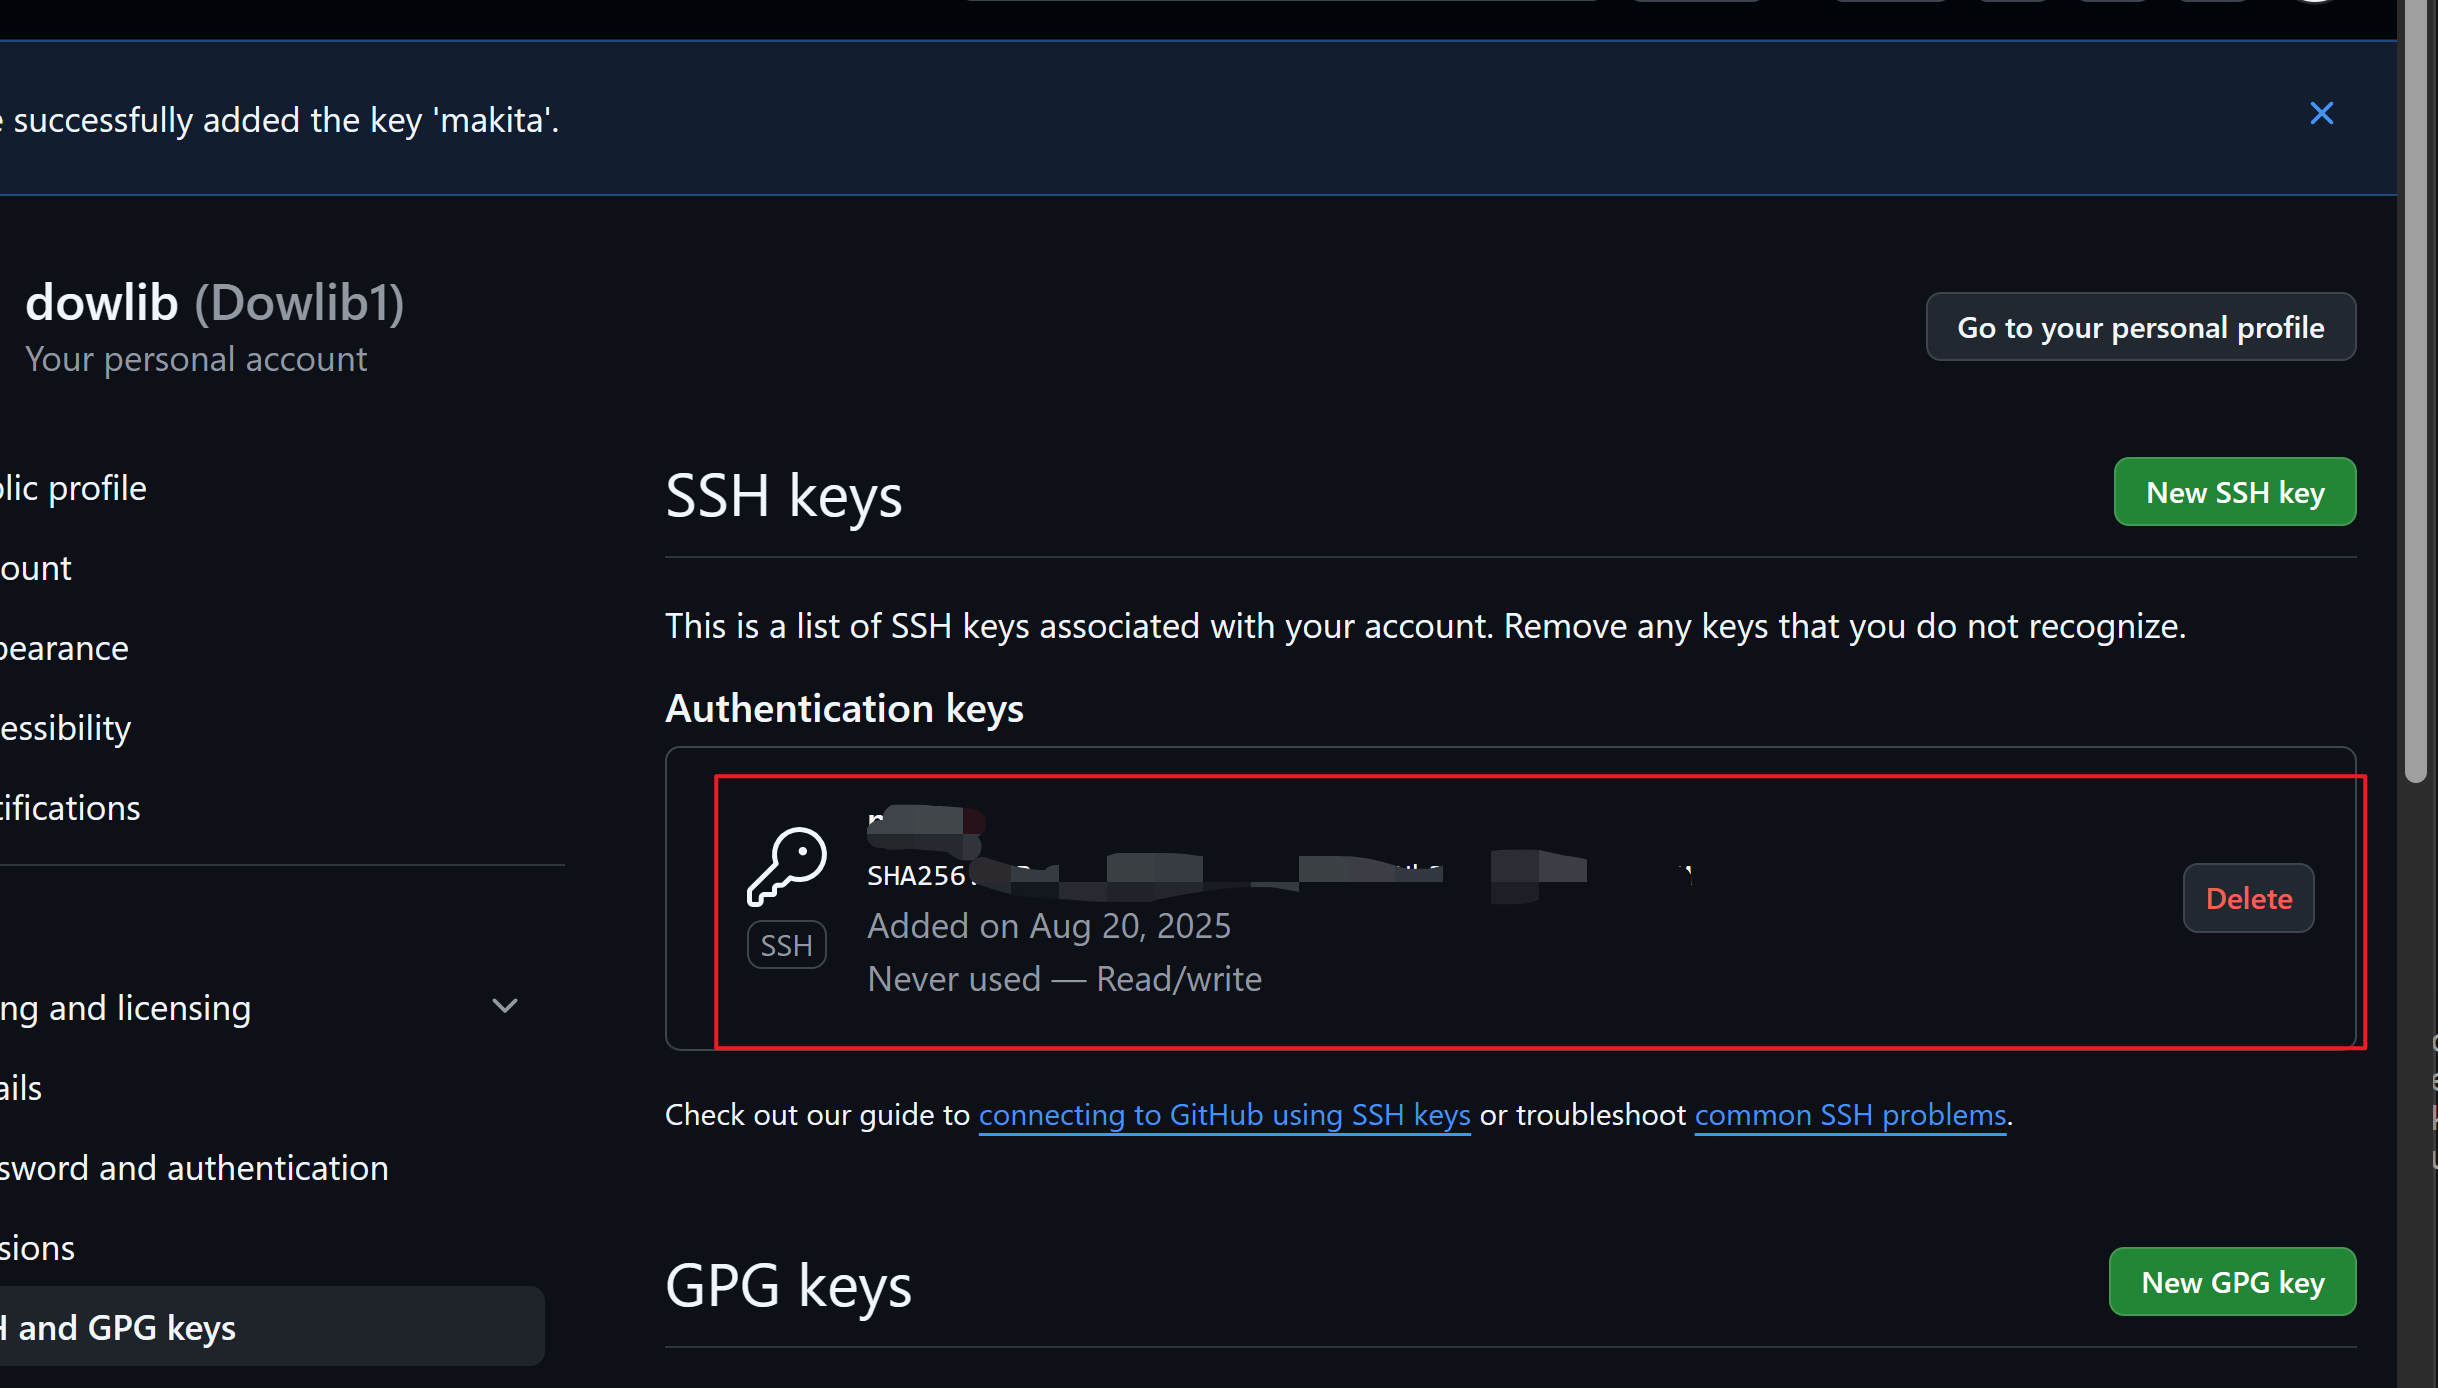 successfully added the key 'makita'.
dowlib (Dowlib1)
Your personal account
Go to your personal profile
lic profile
ount
earance
essibility
ifications
ng and licensing
ails
sword and authentication
sions
H and GPG keys
SSH keys
New SSH key
This is a list of SSH keys associated with your account. Remove any keys that you do not recognize.
Authentication keys
SHA256
SSH
Added on Aug 20, 2025
Never used — Read/write
Delete
Check out our guide to connecting to GitHub using SSH keys or troubleshoot common SSH problems.
GPG keys
New GPG key